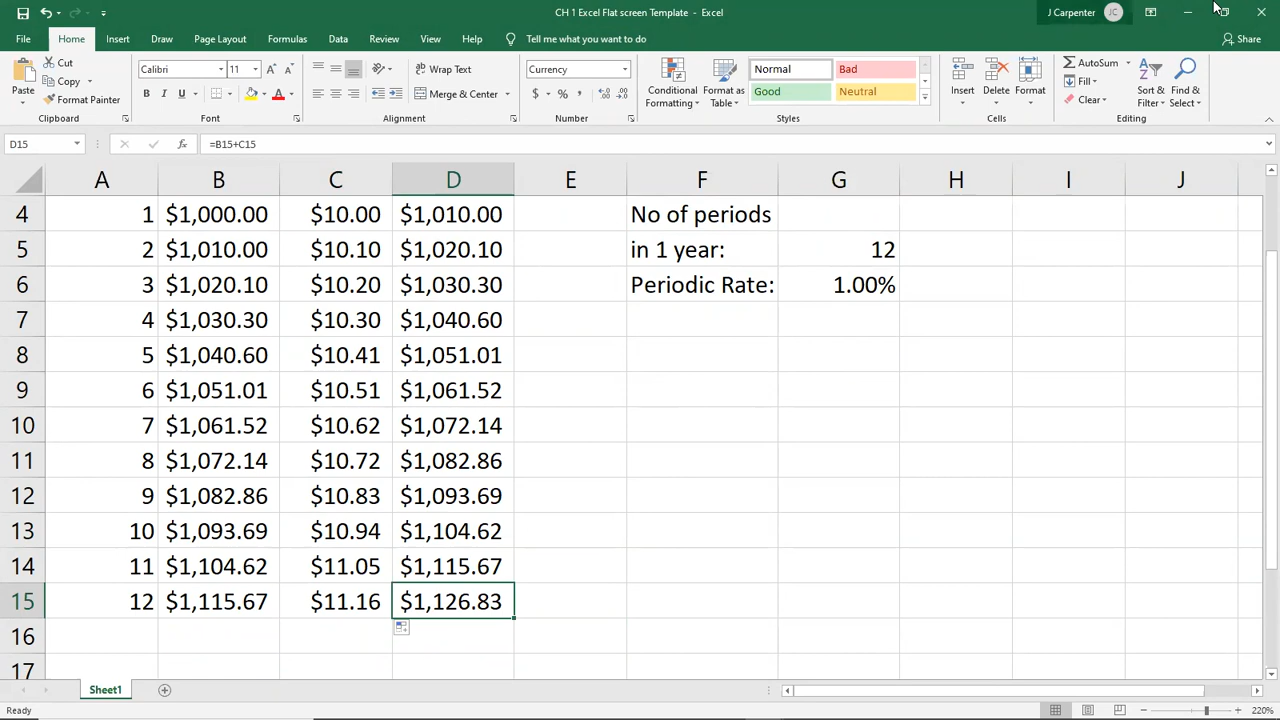 CH 1 Excel Flat screen Template - Excel
J Carpenter JC
File Home Insert Draw Page Layout Formulas Data Review View Help Tell me what you want to do Share
Paste Cut Copy Format Painter
Clipboard
Calibri 11
B I U A
Font
Wrap Text
Merge & Center
Alignment
Currency
$ % ,
Number
Conditional Formatting
Format as Table
Normal Bad
Good Neutral
Styles
Insert Delete Format
Cells
AutoSum
Fill
Clear
Sort & Filter
Find & Select
Editing
D15 fx =B15+C15
A B C D E F G H I J
4 1 $1,000.00 $10.00 $1,010.00 No of periods
5 2 $1,010.00 $10.10 $1,020.10 in 1 year: 12
6 3 $1,020.10 $10.20 $1,030.30 Periodic Rate: 1.00%
7 4 $1,030.30 $10.30 $1,040.60
8 5 $1,040.60 $10.41 $1,051.01
9 6 $1,051.01 $10.51 $1,061.52
10 7 $1,061.52 $10.62 $1,072.14
11 8 $1,072.14 $10.72 $1,082.86
12 9 $1,082.86 $10.83 $1,093.69
13 10 $1,093.69 $10.94 $1,104.62
14 11 $1,104.62 $11.05 $1,115.67
15 12 $1,115.67 $11.16 $1,126.83
16
17
Sheet1
Ready
220%